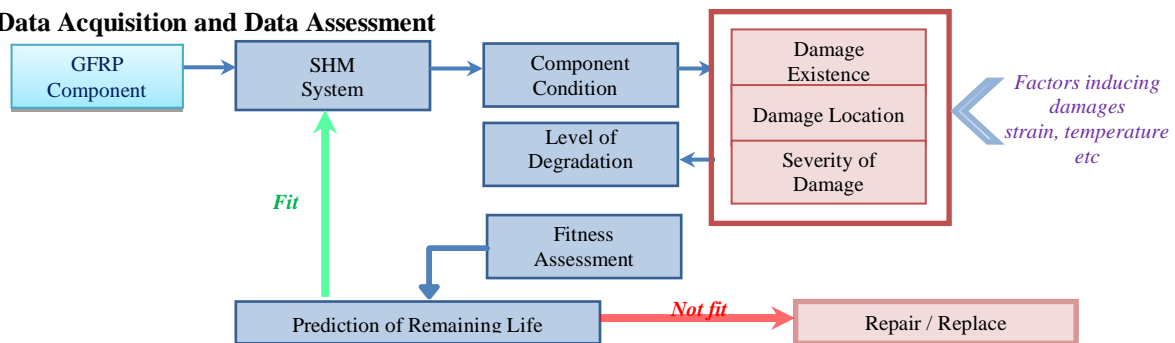 Data Acquisition and Data Assessment
GFRP
Component
SHM
System
Component
Condition
Damage
Existence
Damage Location
Severity of
Damage
Factors inducing
damages
strain, temperature
etc
Level of
Degradation
Fit
Fitness
Assessment
Prediction of Remaining Life
Not fit
Repair / Replace